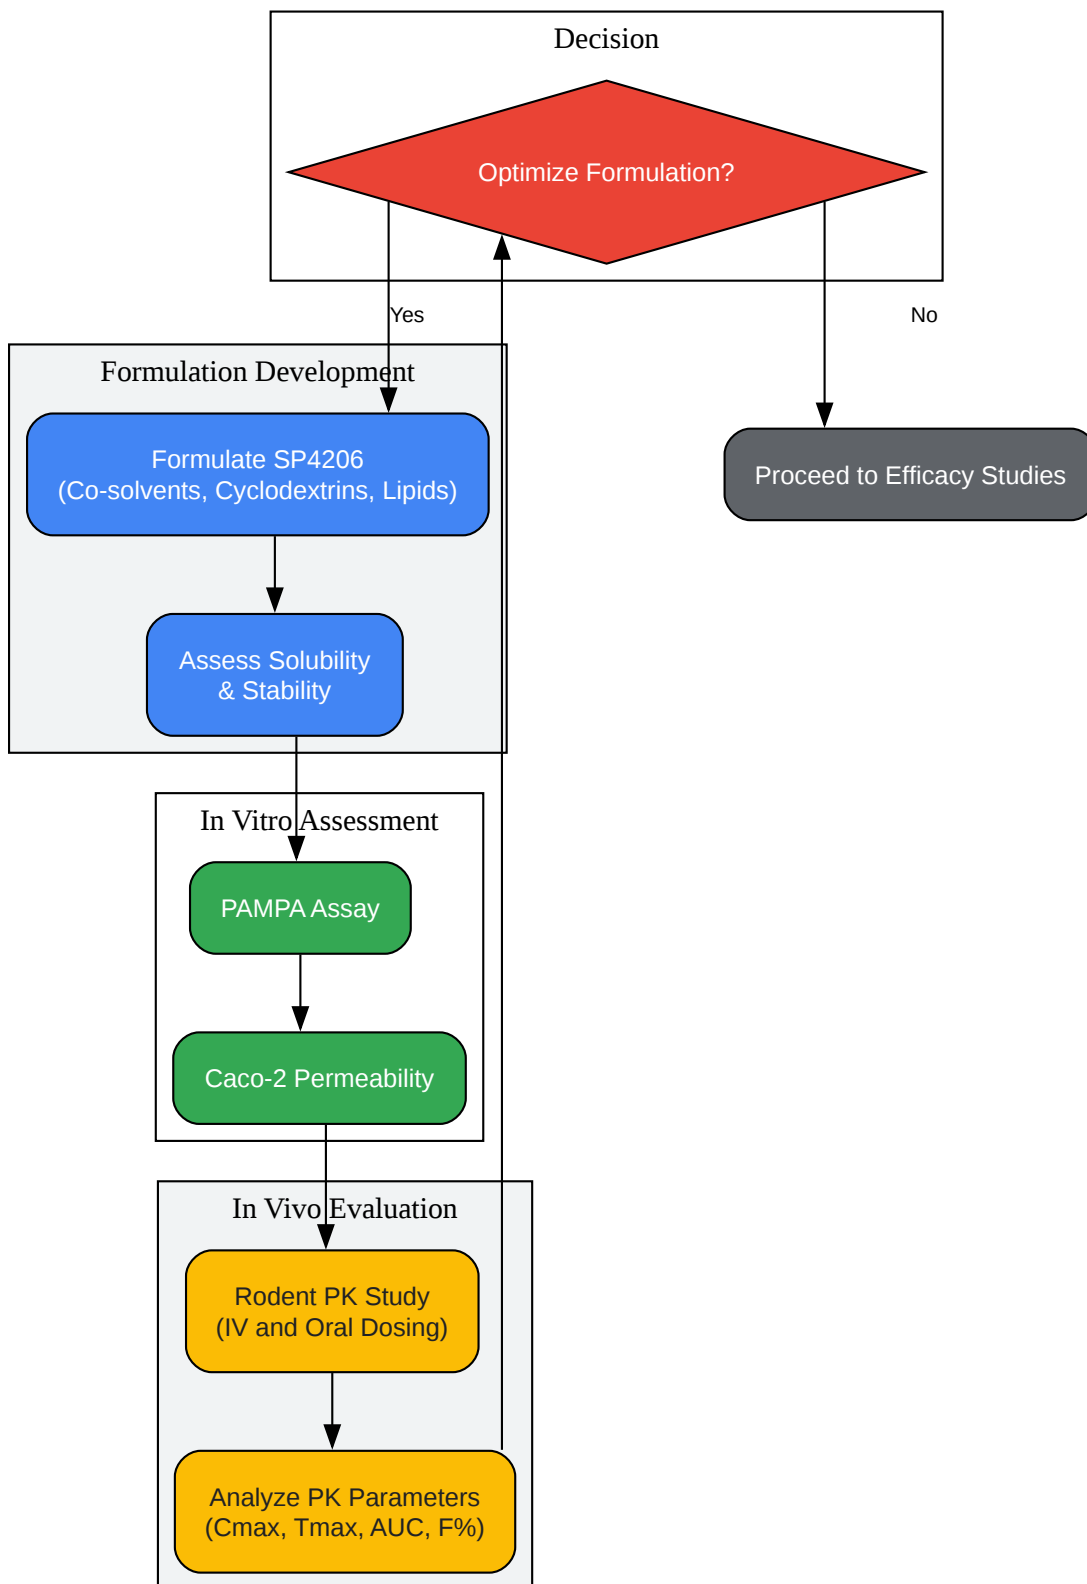 Decision
Optimize Formulation?
Yes
No
Formulation Development
Formulate SP4206
(Co-solvents, Cyclodextrins, Lipids)
Proceed to Efficacy Studies
Assess Solubility
& Stability
In Vitro Assessment
PAMPA Assay
Caco-2 Permeability
In Vivo Evaluation
Rodent PK Study
(IV and Oral Dosing)
Analyze PK Parameters
(Cmax, Tmax, AUC, F%)